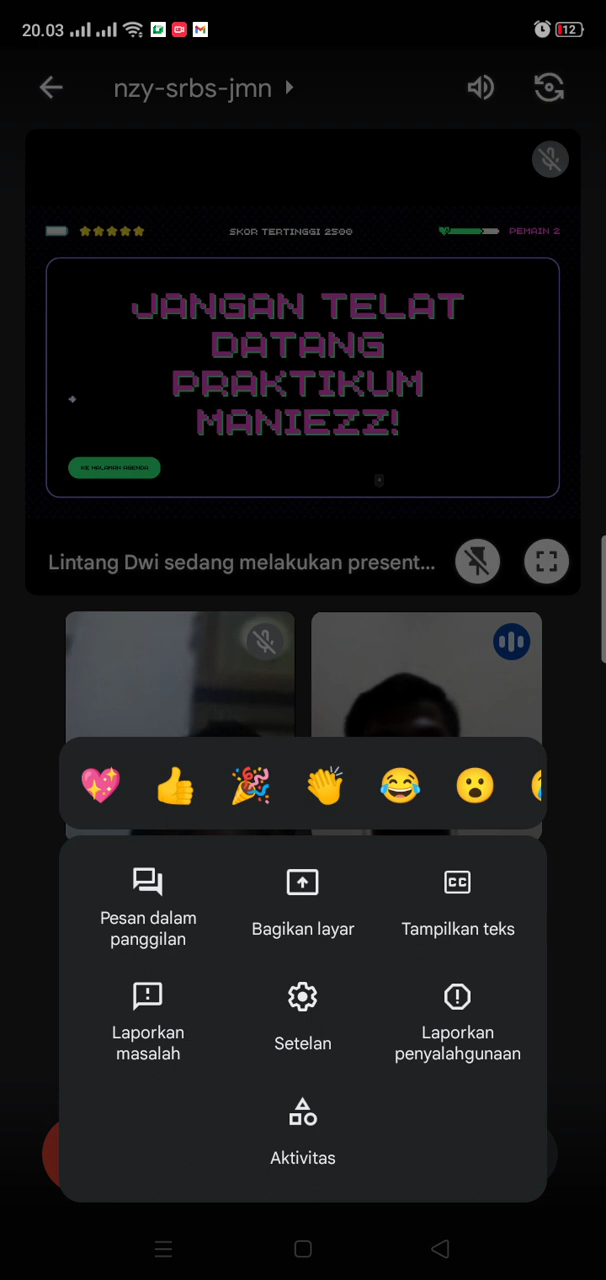 20.03
12
nzy-srbs-jmn
SKOR TERTINGGI 2500
PEMAIN 2
JANGAN TELAT
DATANG
PRAKTIKUM
MANIEZZ!
KE HALAMAN AGENDA
Lintang Dwi sedang melakukan present...
Pesan dalam
panggilan
Bagikan layar
CC
Tampilkan teks
Laporkan
masalah
Setelan
Laporkan
penyalahgunaan
Aktivitas